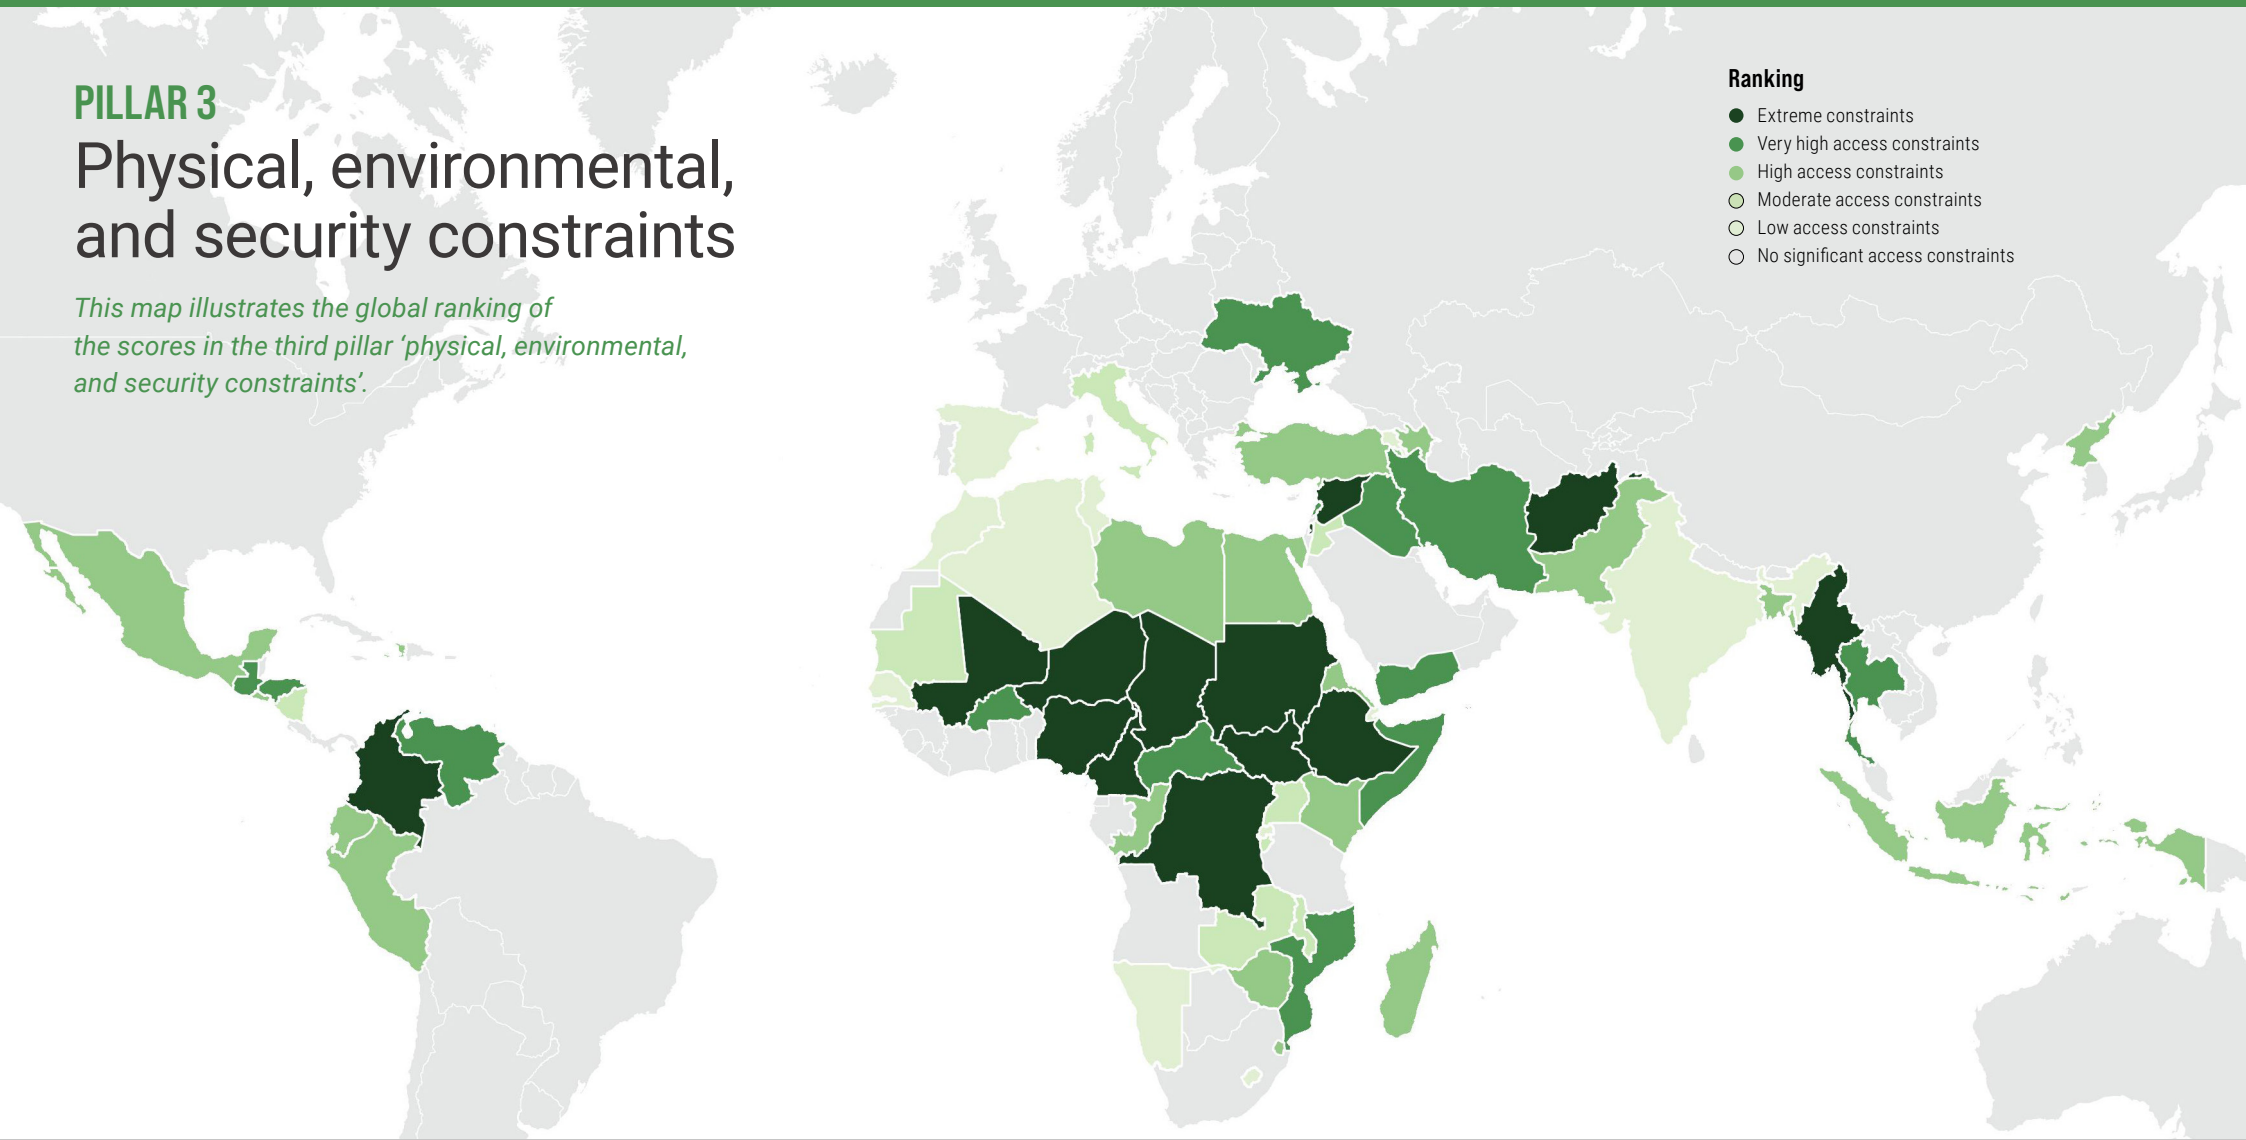 PILLAR 3
Physical, environmental,
and security constraints
This map illustrates the global ranking of
the scores in the third pillar ‘physical, environmental,
and security constraints’.
Ranking
Extreme constraints
Very high access constraints
High access constraints
Moderate access constraints
Low access constraints
No significant access constraints